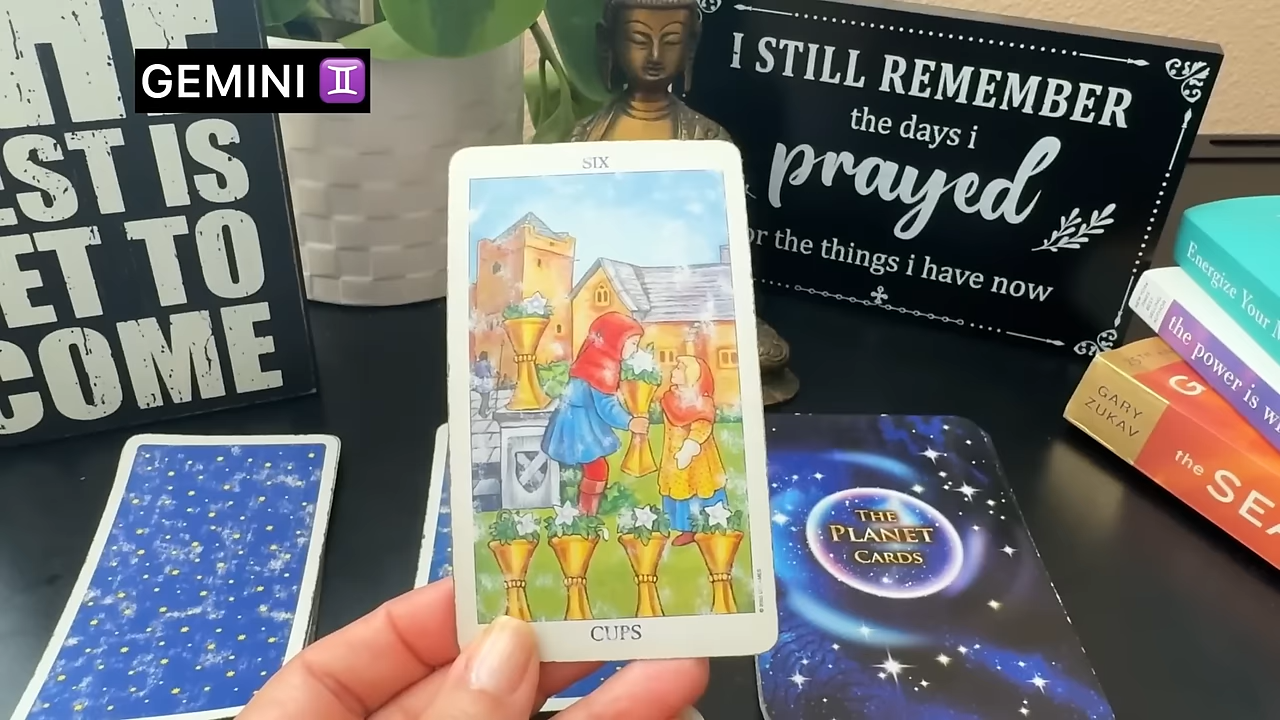 GEMINI ♊
EST IS
ET TO
COME
SIX
CUPS
I STILL REMEMBER
the days i
prayed
or the things i have now
THE
PLANET
CARDS
Energize Your
the power is
GARY
ZUKAV
the SEA